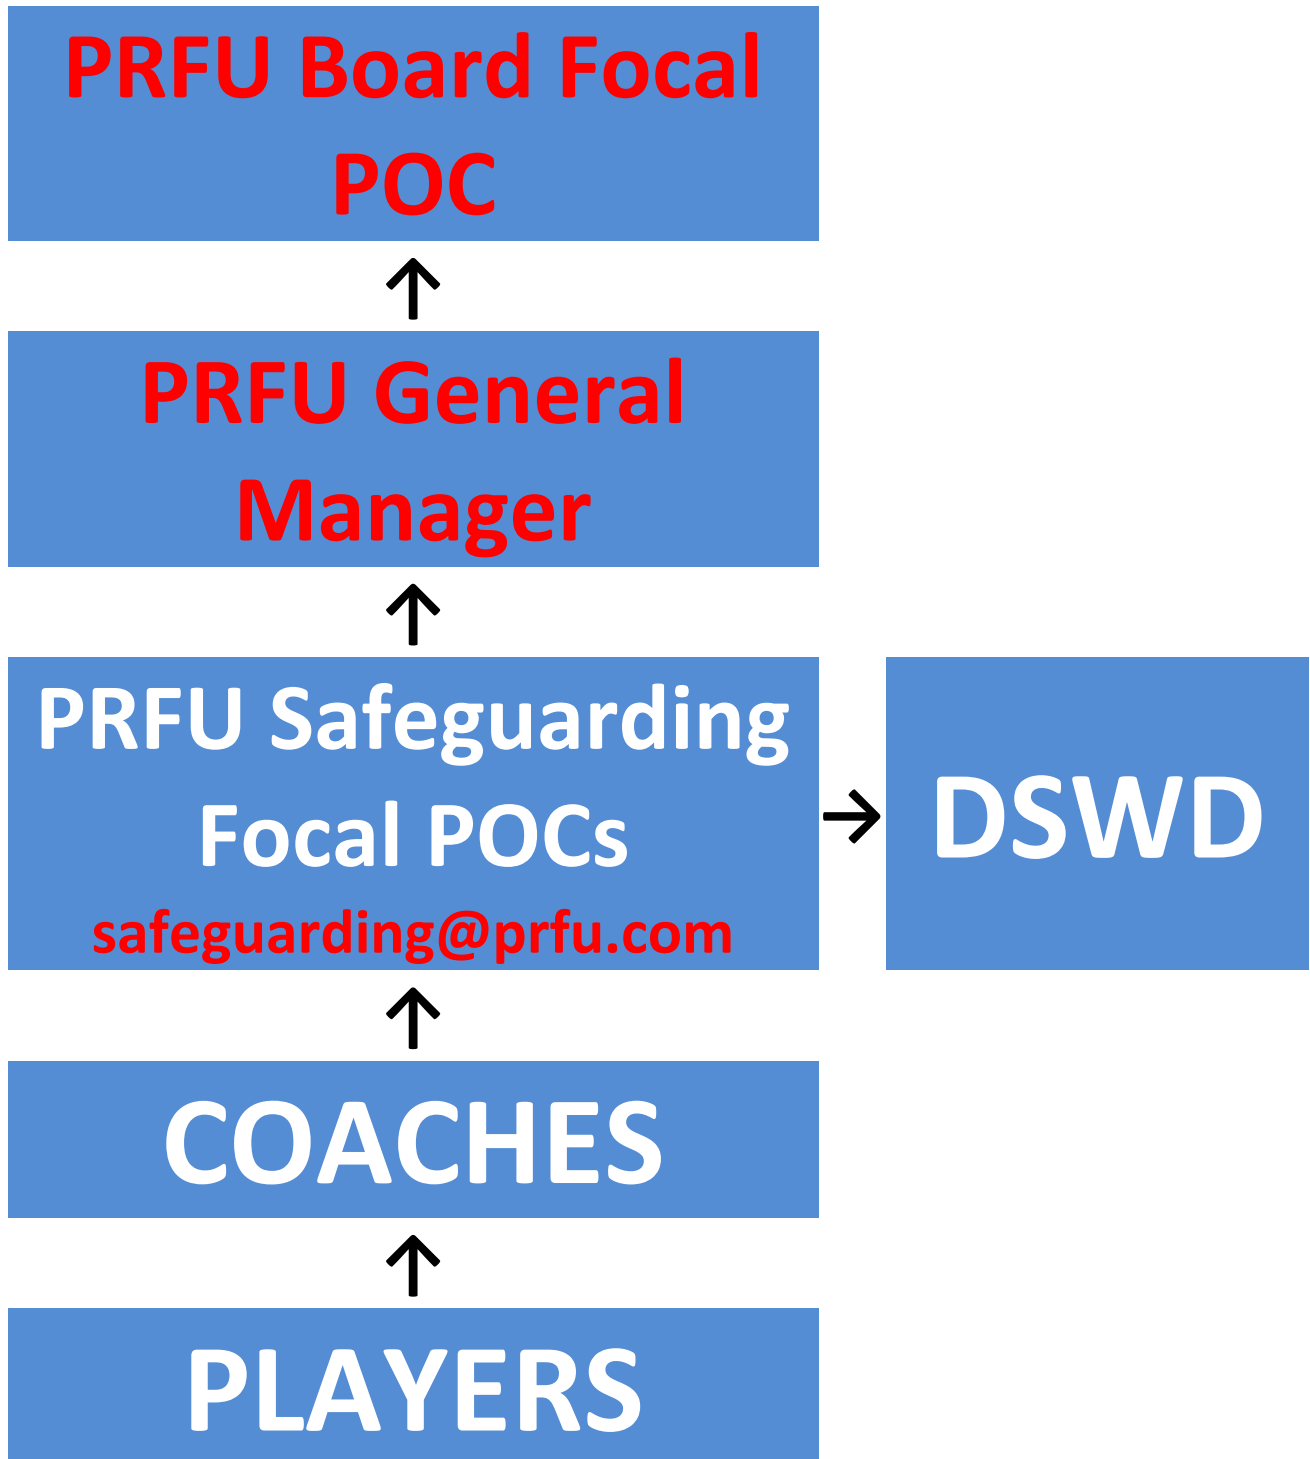 PRFU Board Focal
POC
PRFU General
Manager
PRFU Safeguarding
Focal POCs
safeguarding@prfu.com
DSWD
COACHES
PLAYERS